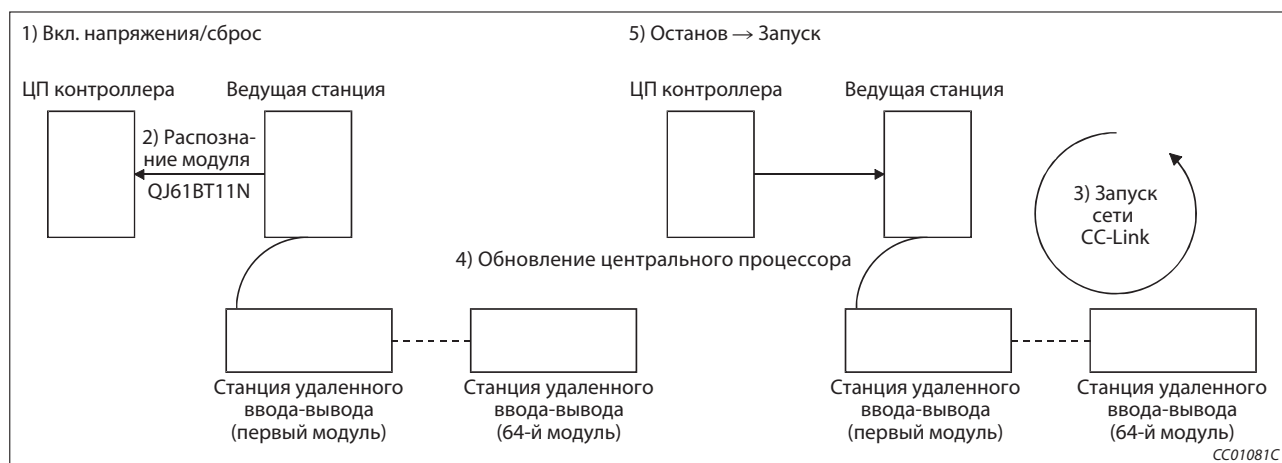 1) Вкл. напряжения/сброс
5) Останов → Запуск
ЦП контроллера
Ведущая станция
ЦП контроллера
Ведущая станция
2) Распозна-
ние модуля
QJ61BT11N
3) Запуск
сети
CC-Link
4) Обновление центрального процессора
Станция удаленного
ввода-вывода
(первый модуль)
Станция удаленного
ввода-вывода
(64-й модуль)
Станция удаленного
ввода-вывода
(первый модуль)
Станция удаленного
ввода-вывода
(64-й модуль)
CC01081C